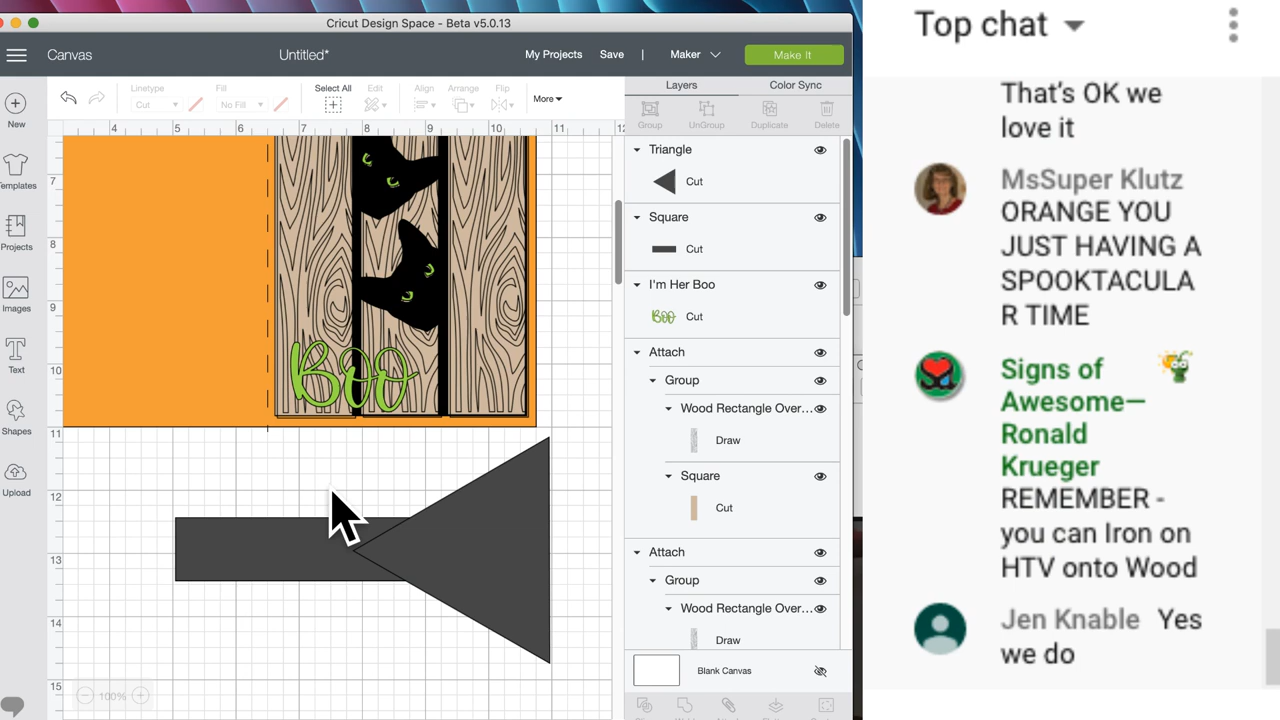 Cricut Design Space - Beta v5.0.13
Canvas
Untitled*
My Projects
Save
|
Maker
Make It
New
Templates
Projects
Images
Text
Shapes
Upload
Linetype
Cut
Fill
No Fill
Select All
Edit
Align
Arrange
Flip
More
4 5 6 7 8 9 10 11 12
7
8
9
10
11
12
13
14
15
Boo
100%
Layers
Color Sync
Group
UnGroup
Duplicate
Delete
Triangle
Cut
Square
Cut
I'm Her Boo
BOO
Cut
Attach
Group
Wood Rectangle Over...
Draw
Square
Cut
Attach
Group
Wood Rectangle Over...
Draw
Blank Canvas
Top chat
That's OK we
love it
MsSuper Klutz
ORANGE YOU
JUST HAVING A
SPOOKTACULA
R TIME
Signs of
Awesome—
Ronald
Krueger
REMEMBER -
you can Iron on
HTV onto Wood
Jen Knable Yes
we do